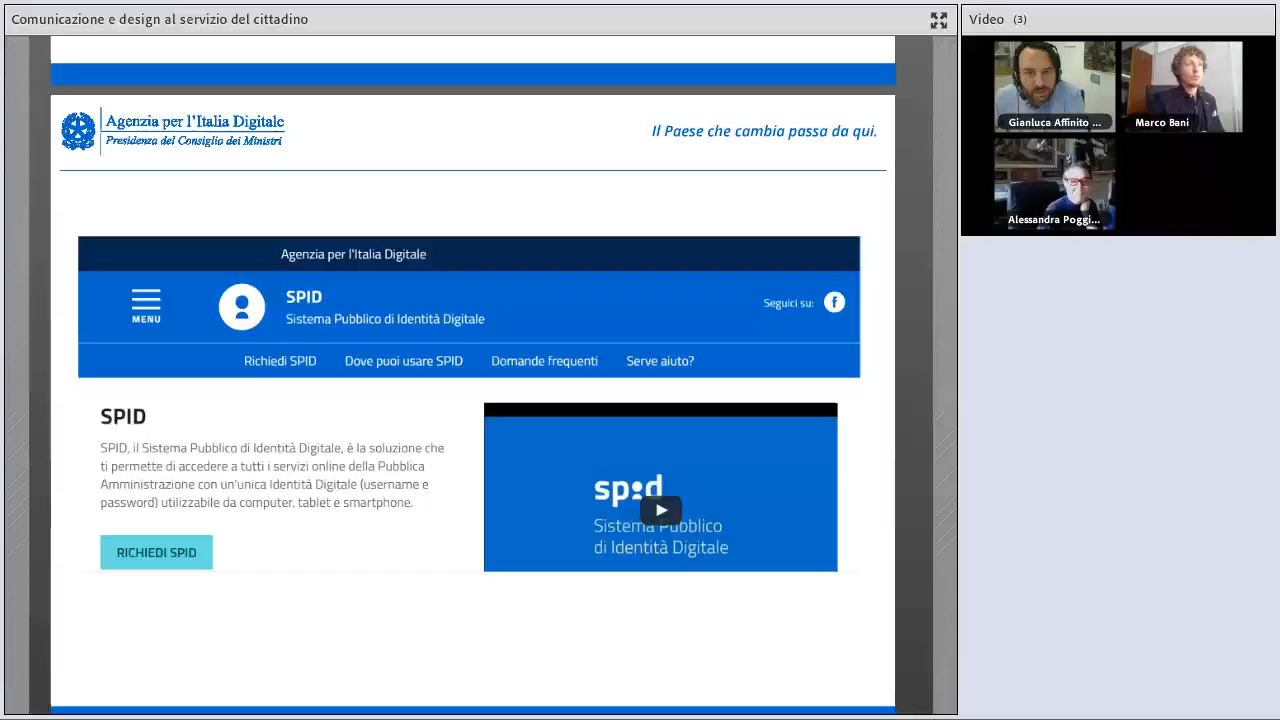 Comunicazione e design al servizio del cittadino
Video (3)
Gianluca Affinito ...
Marco Bani
Alessandra Poggi...
Agenzia per l'Italia Digitale
Presidenza del Consiglio dei Ministri
Il Paese che cambia passa da qui.
Agenzia per l'Italia Digitale
MENU
SPID
Sistema Pubblico di Identità Digitale
Seguici su:
Richiedi SPID Dove puoi usare SPID Domande frequenti Serve aiuto?
SPID
SPID, il Sistema Pubblico di Identità Digitale, è la soluzione che
ti permette di accedere a tutti i servizi online della Pubblica
Amministrazione con un'unica Identità Digitale (username e
password) utilizzabile da computer, tablet e smartphone.
RICHIEDI SPID
spid
Sistema Pubblico
di Identità Digitale